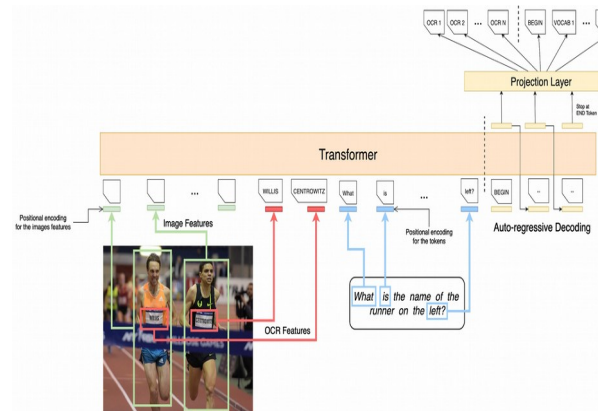 OCR 1 OCR 2 ... OCR N BEGIN VOCAB 1 ...
Projection Layer
Stop at
END Token
Transformer
WILLIS CENTROWITZ What is ... left? BEGIN ... ...
Positional encoding
for the images features
Image Features
Positional encoding
for the tokens
Auto-regressive Decoding
OCR Features
What is the name of the
runner on the left?
WILLIS